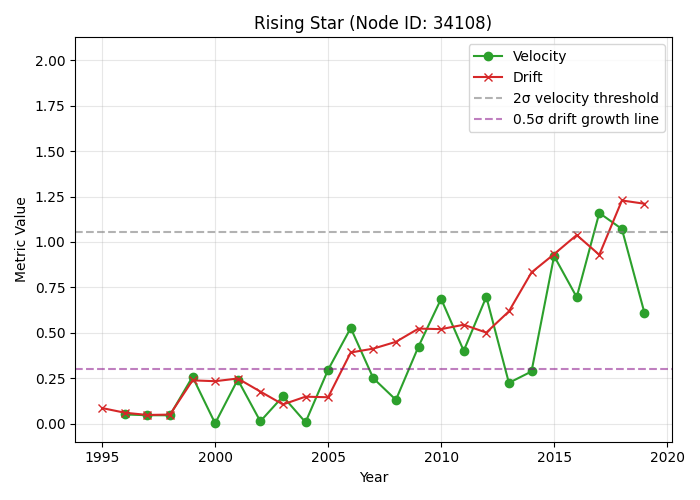 Rising Star (Node ID: 34108)
Velocity
Drift
2σ velocity threshold
0.5σ drift growth line
Metric Value
2.00
1.75
1.50
1.25
1.00
0.75
0.50
0.25
0.00
1995
2000
2005
2010
2015
2020
Year